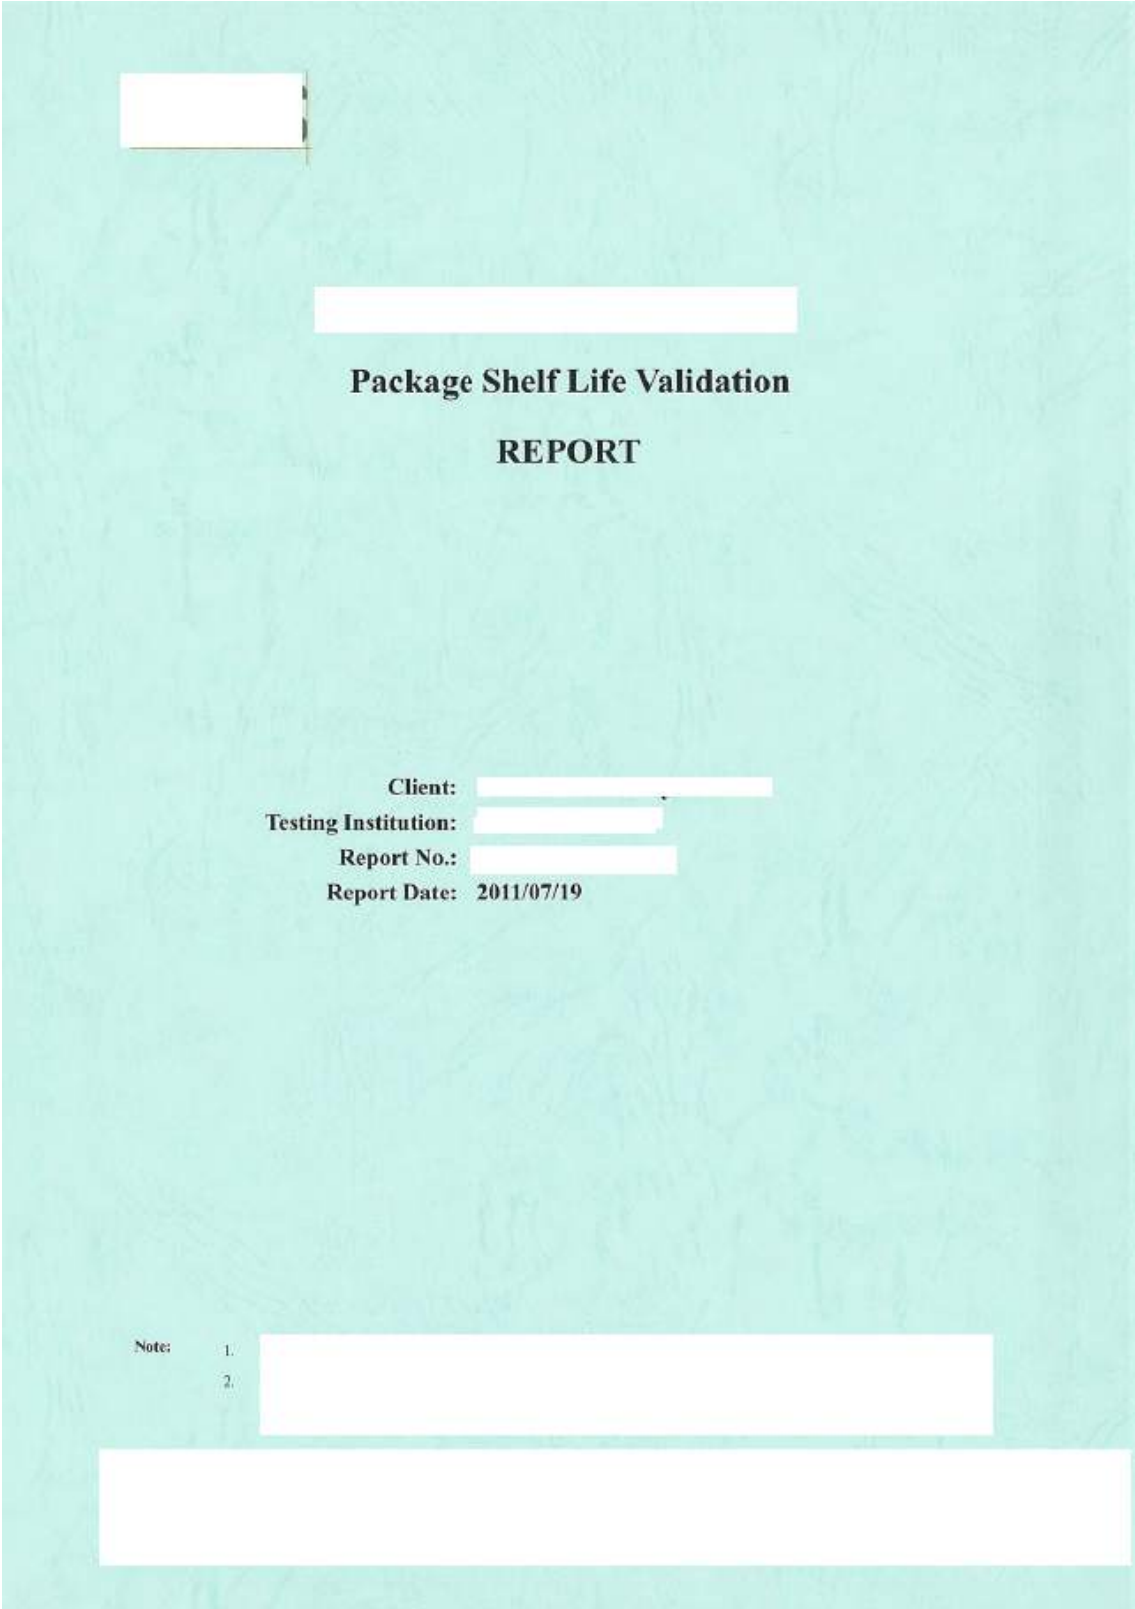 Package Shelf Life Validation
REPORT
Client:
Testing Institution:
Report No.:
Report Date: 2011/07/19
Note: 1.
2.